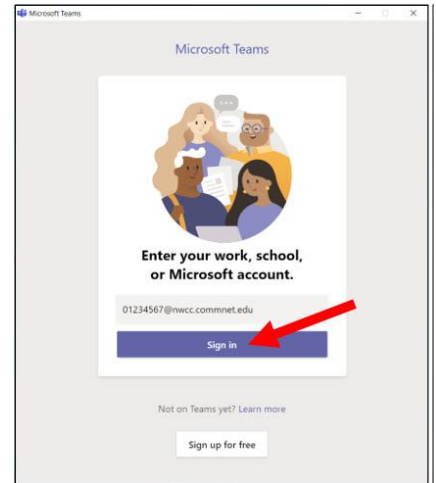 Microsoft Teams
Microsoft Teams
Enter your work, school,
or Microsoft account.
01234567@nwcc.commnet.edu
Sign in
Not on Teams yet? Learn more
Sign up for free